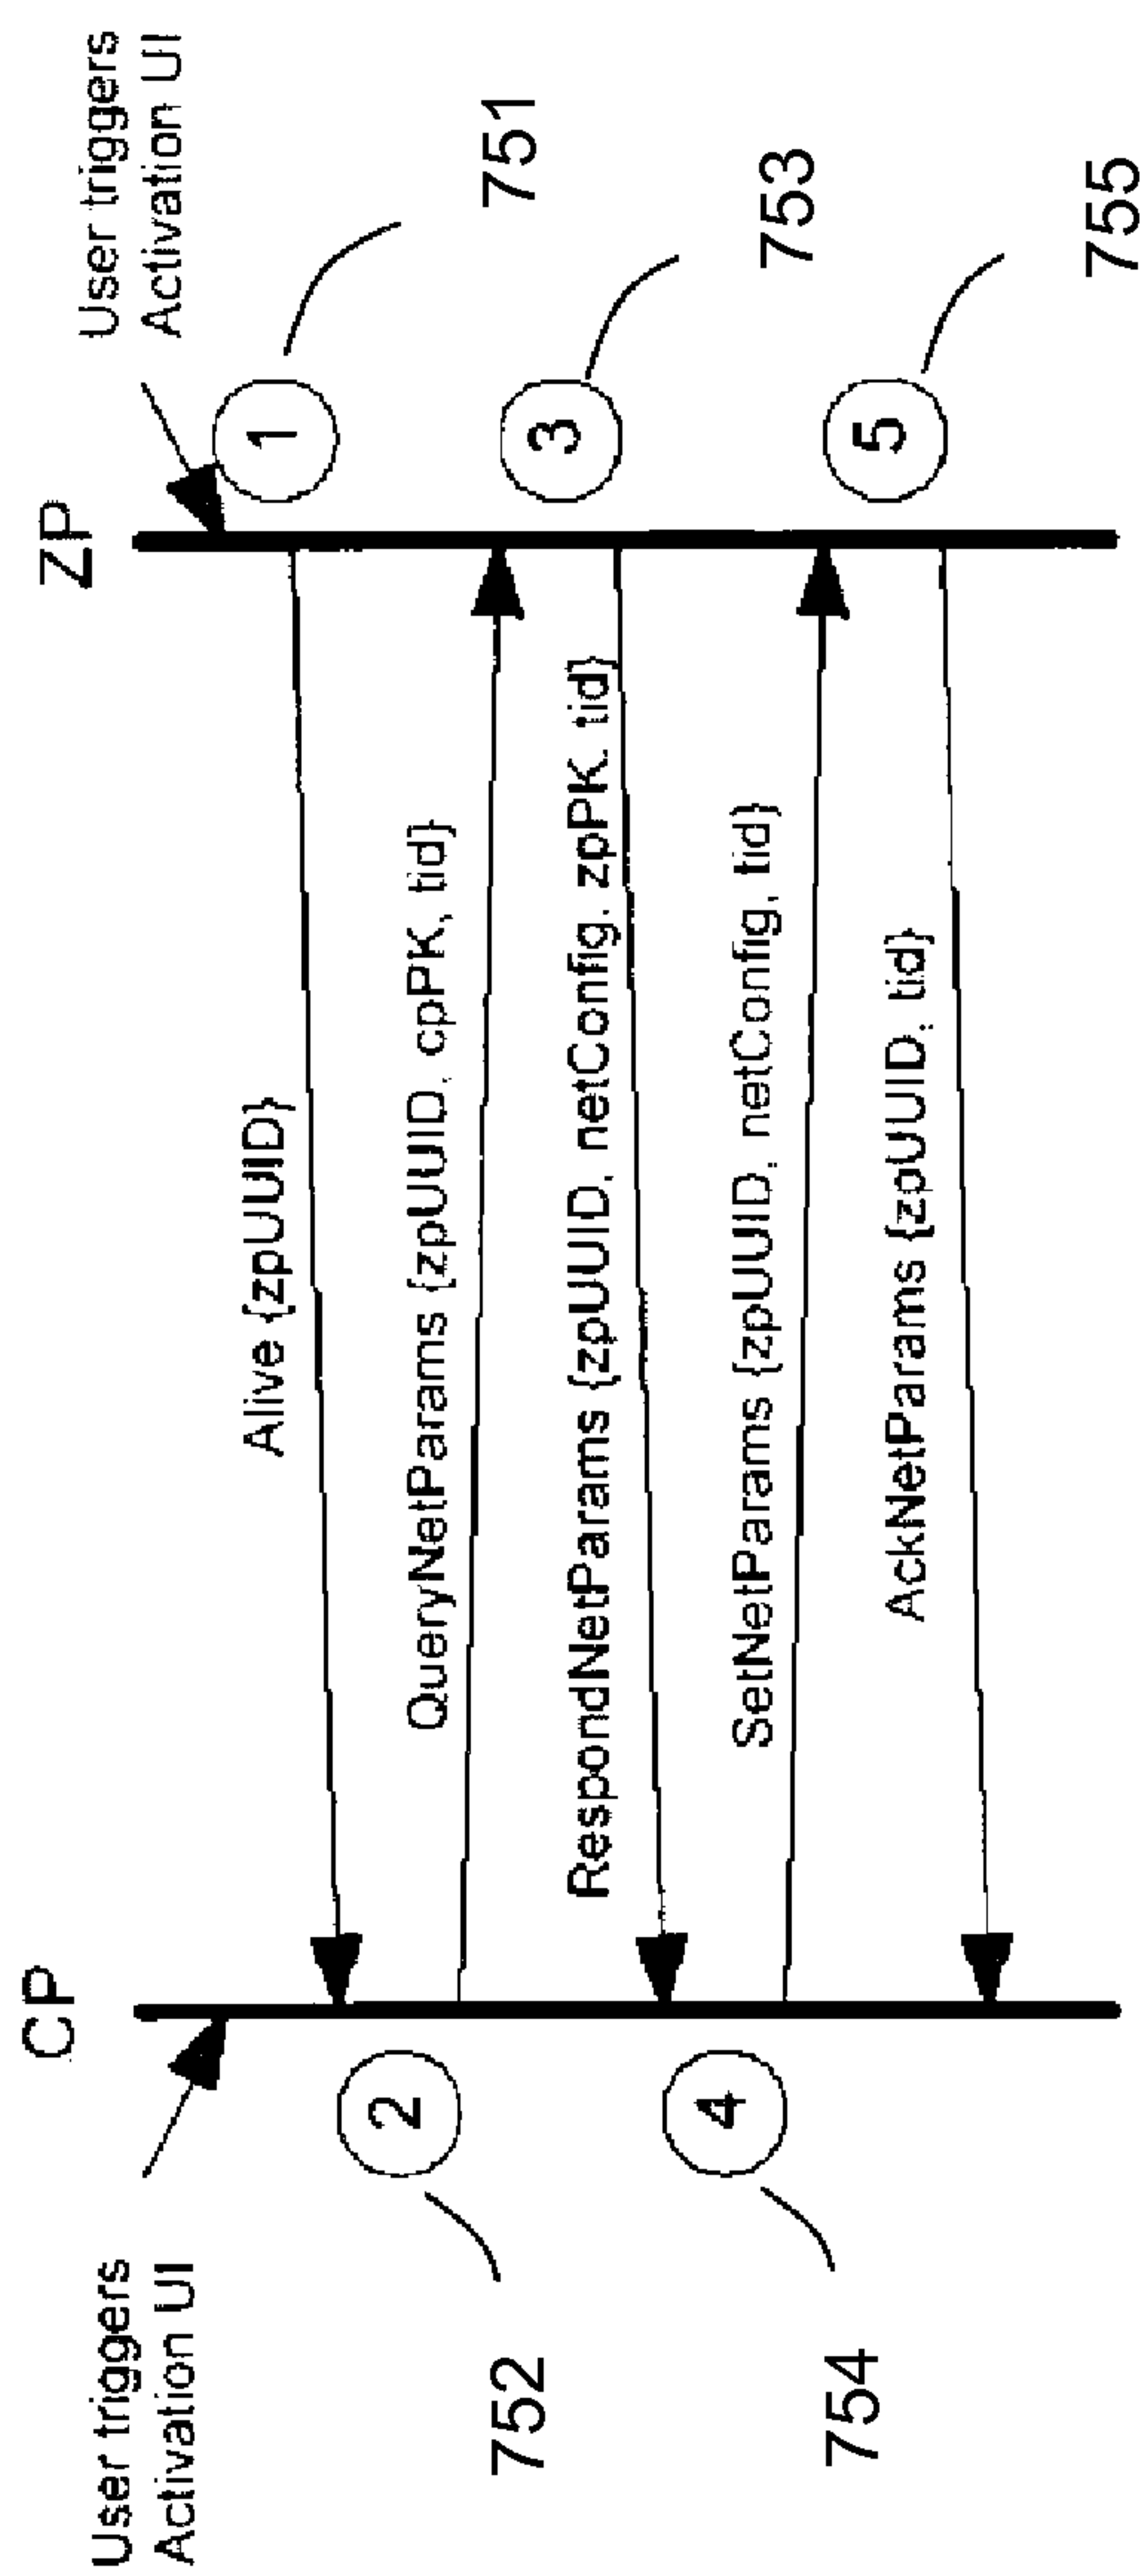 CP
ZP
User triggers
Activation UI
User triggers
Activation UI
1
751
Alive {zpUUID}
2
752
QueryNetParams {zpUUID, cpPK, tid}
3
753
RespondNetParams {zpUUID, netConfig, zpPK, tid}
4
754
SetNetParams {zpUUID, netConfig, tid}
5
755
AckNetParams {zpUUID, tid}